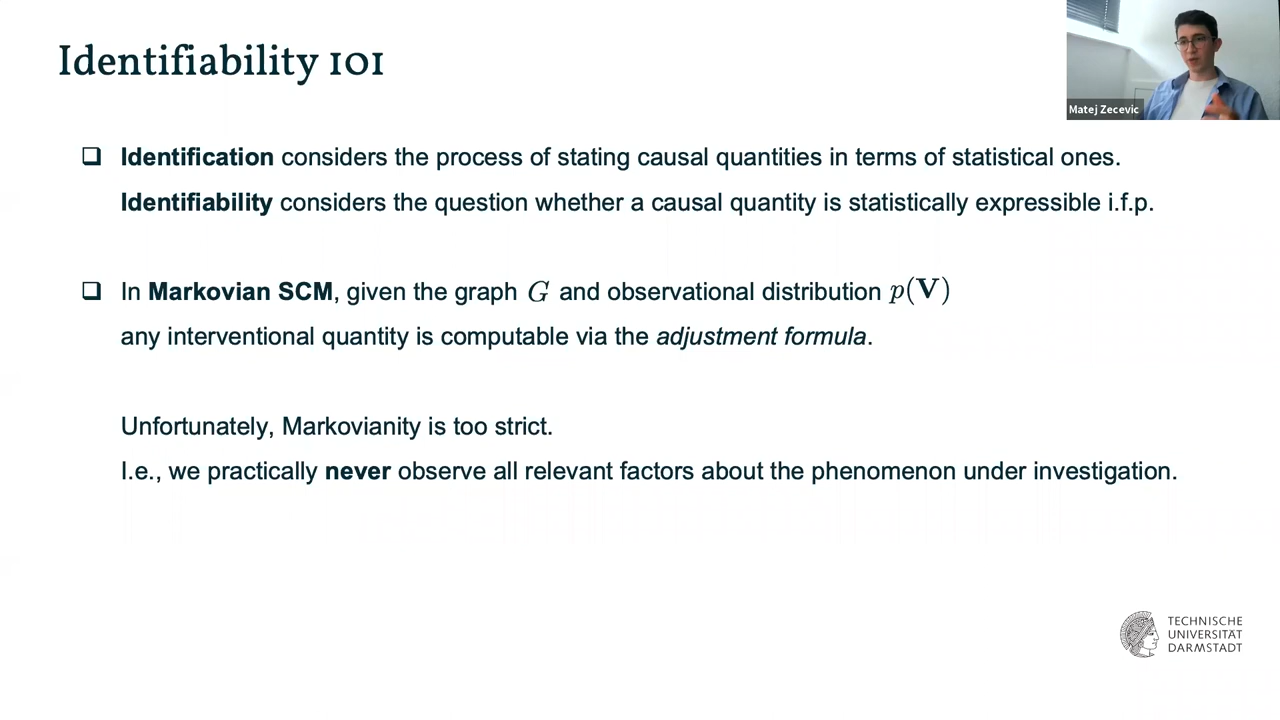 Identifiability 101
Matej Zecevic
❑ Identification considers the process of stating causal quantities in terms of statistical ones.
Identifiability considers the question whether a causal quantity is statistically expressible i.f.p.
❑ In Markovian SCM, given the graph G and observational distribution p(V)
any interventional quantity is computable via the adjustment formula.
Unfortunately, Markovianity is too strict.
I.e., we practically never observe all relevant factors about the phenomenon under investigation.
TECHNISCHE
UNIVERSITÄT
DARMSTADT